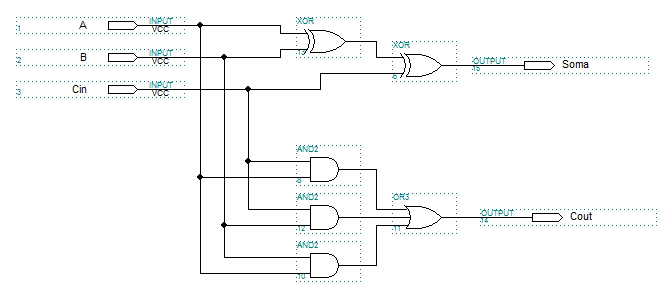 1 A INPUT VCC
2 B INPUT VCC
3 Cin INPUT VCC
XOR
13
XOR
6
OUTPUT
15 Soma
AND2
8
AND2
12
AND2
10
OR3
11
OUTPUT
14 Cout